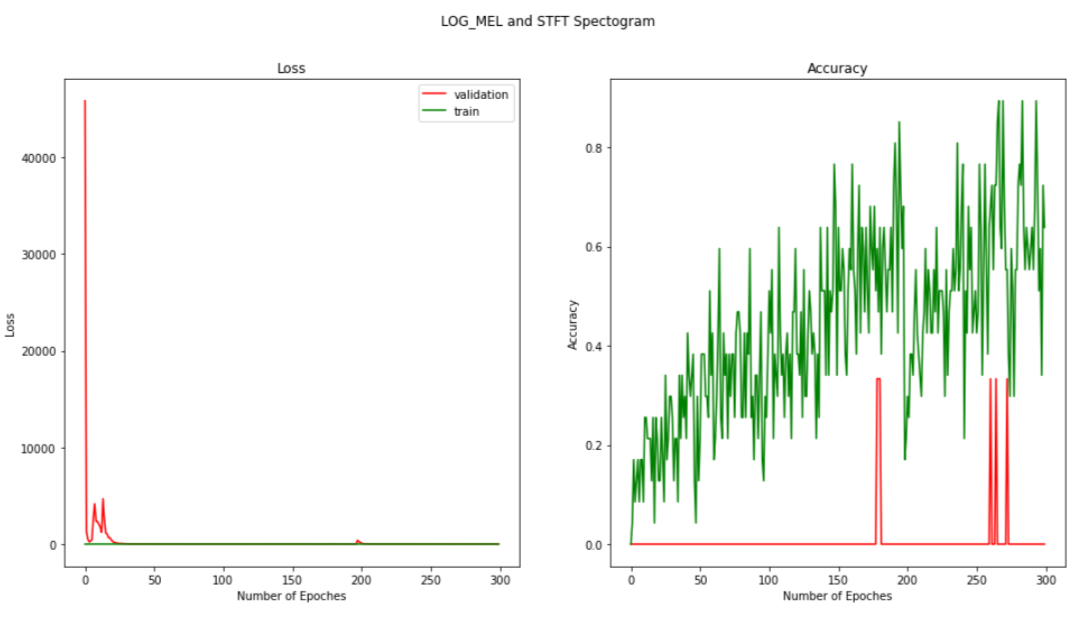 LOG_MEL and STFT Spectogram
Loss
validation
train
Loss
40000
30000
20000
10000
0
0 50 100 150 200 250 300
Number of Epoches
Accuracy
Accuracy
0.8
0.6
0.4
0.2
0.0
0 50 100 150 200 250 300
Number of Epoches